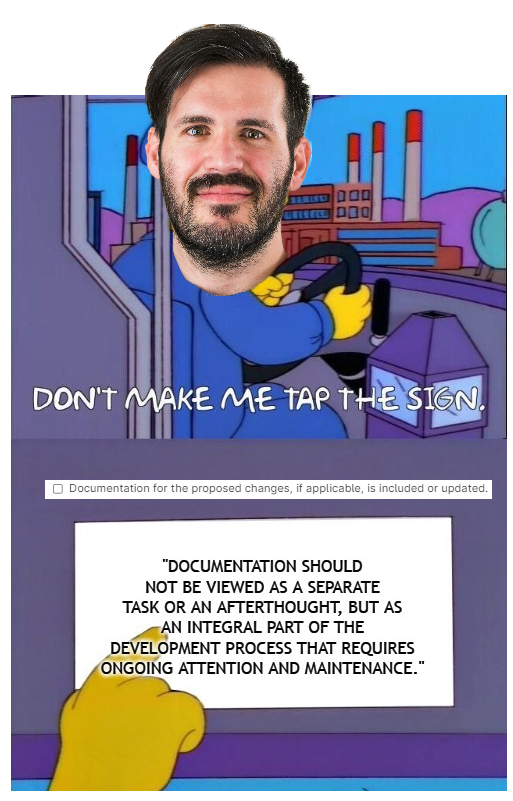 DON'T MAKE ME TAP THE SIGN.
Documentation for the proposed changes, if applicable, is included or updated.
"DOCUMENTATION SHOULD
NOT BE VIEWED AS A SEPARATE
TASK OR AN AFTERTHOUGHT, BUT AS
AN INTEGRAL PART OF THE
DEVELOPMENT PROCESS THAT REQUIRES
ONGOING ATTENTION AND MAINTENANCE."